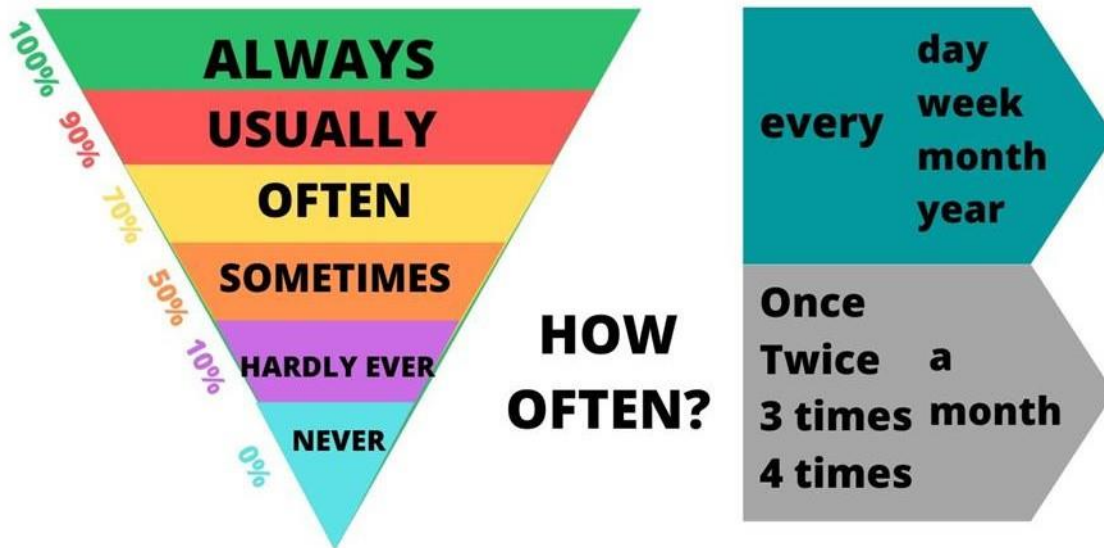 100%
ALWAYS
90%
USUALLY
70%
OFTEN
50%
SOMETIMES
10%
HARDLY EVER
0%
NEVER
HOW
OFTEN?
every
day
week
month
year
Once
Twice
3 times
4 times
a
month